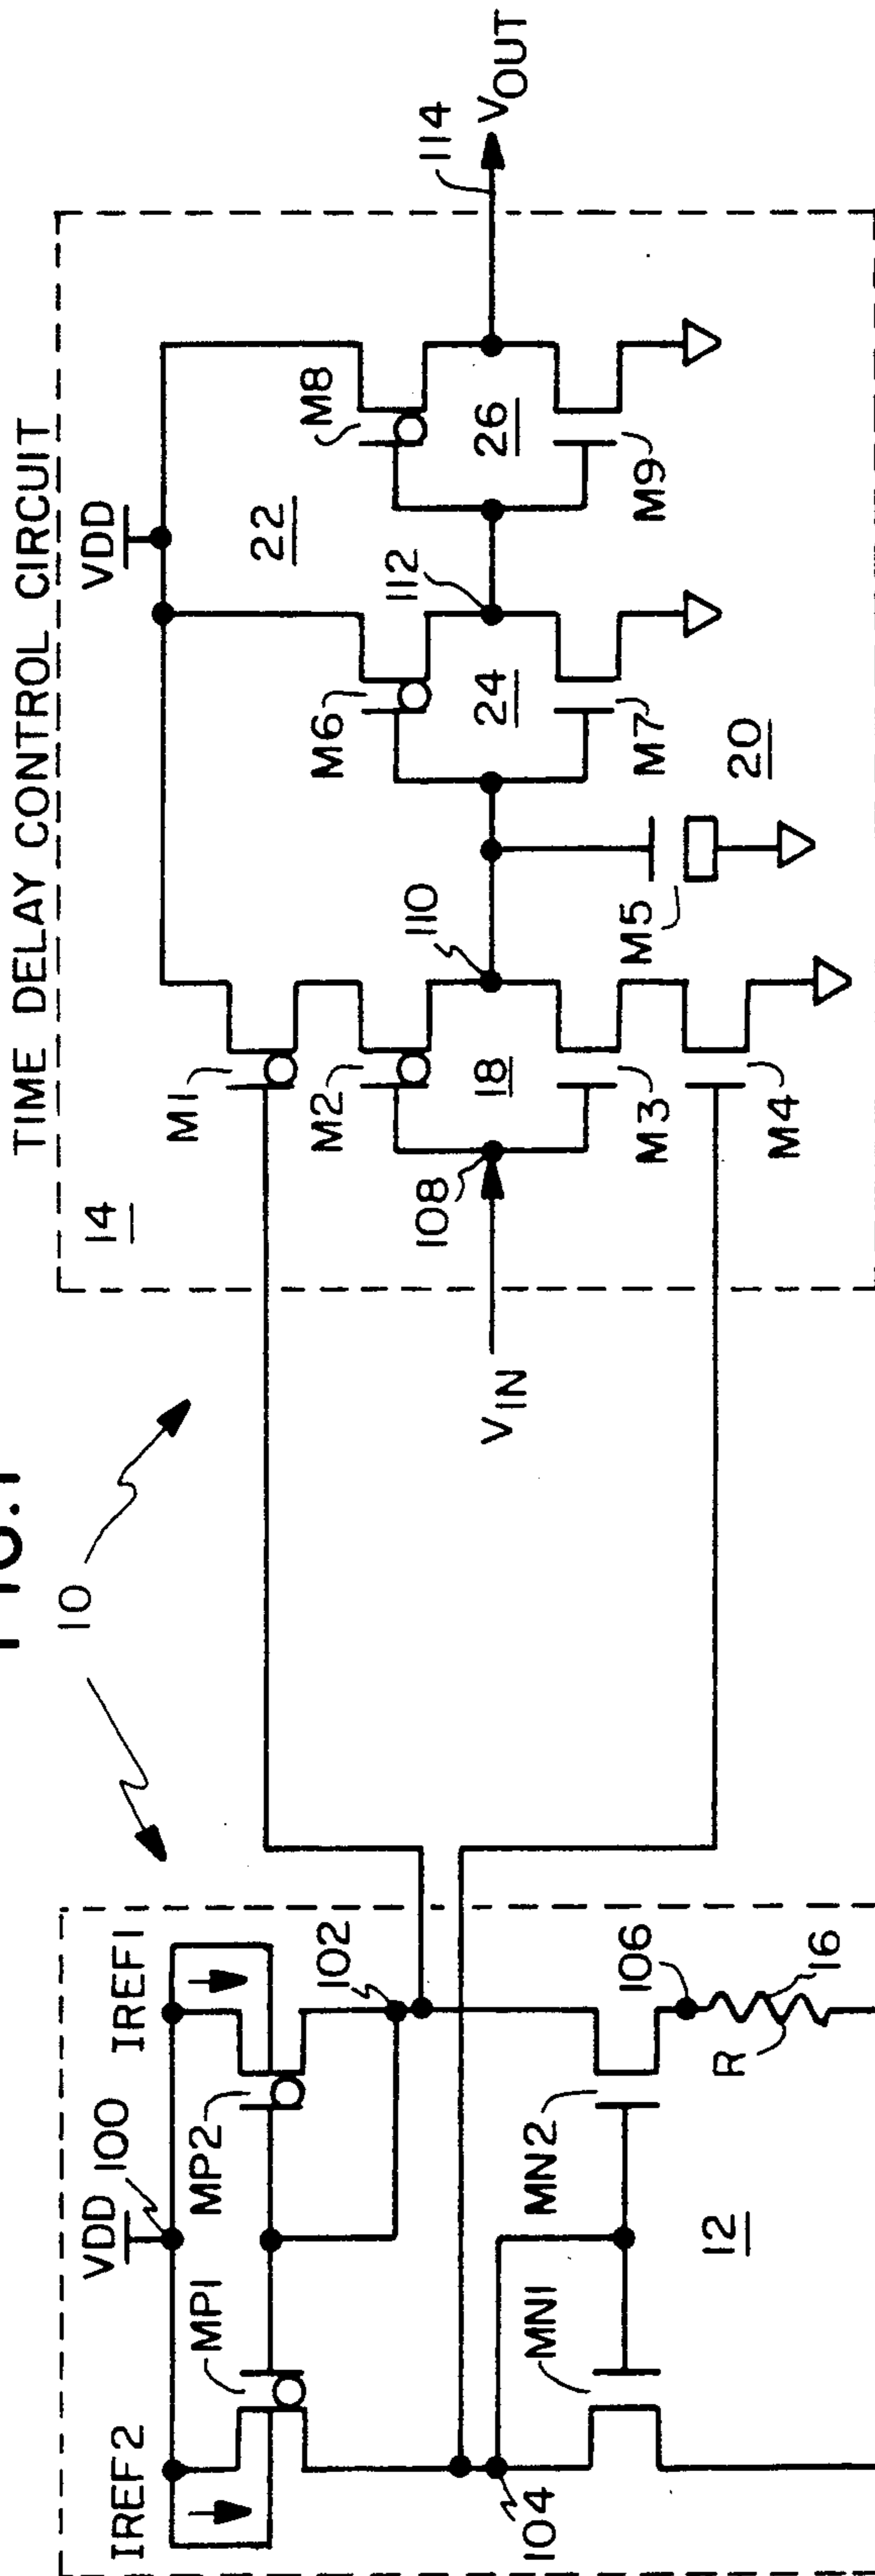 FIG. 1
10
TIME DELAY CONTROL CIRCUIT
14
VDD
M1
M2
18
M3
M4
108
VIN
110
M5
20
M6
24
M7
112
22
M8
26
M9
114
VOUT
IREF2
VDD
100
IREF1
MP1
MP2
102
104
MN1
MN2
106
R
16
12